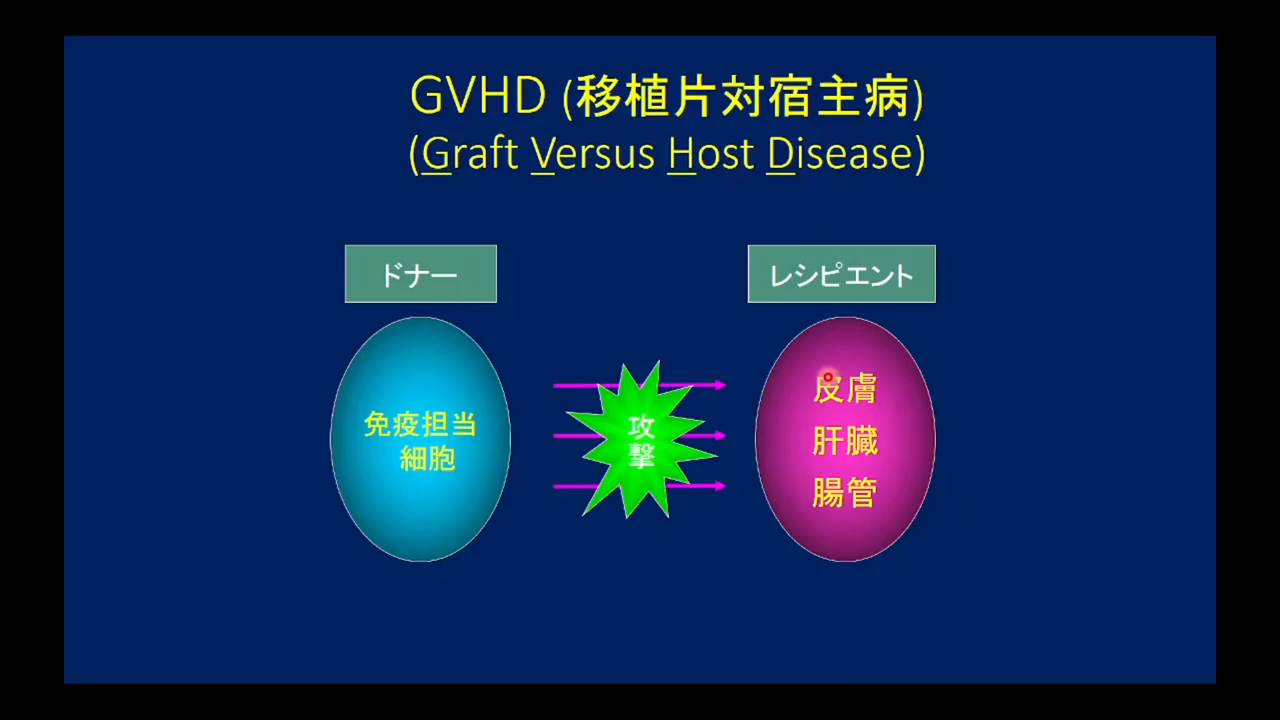 GVHD (移植片対宿主病)
(Graft Versus Host Disease)
ドナー
レシピエント
免疫担当
細胞
攻
撃
皮膚
肝臓
腸管